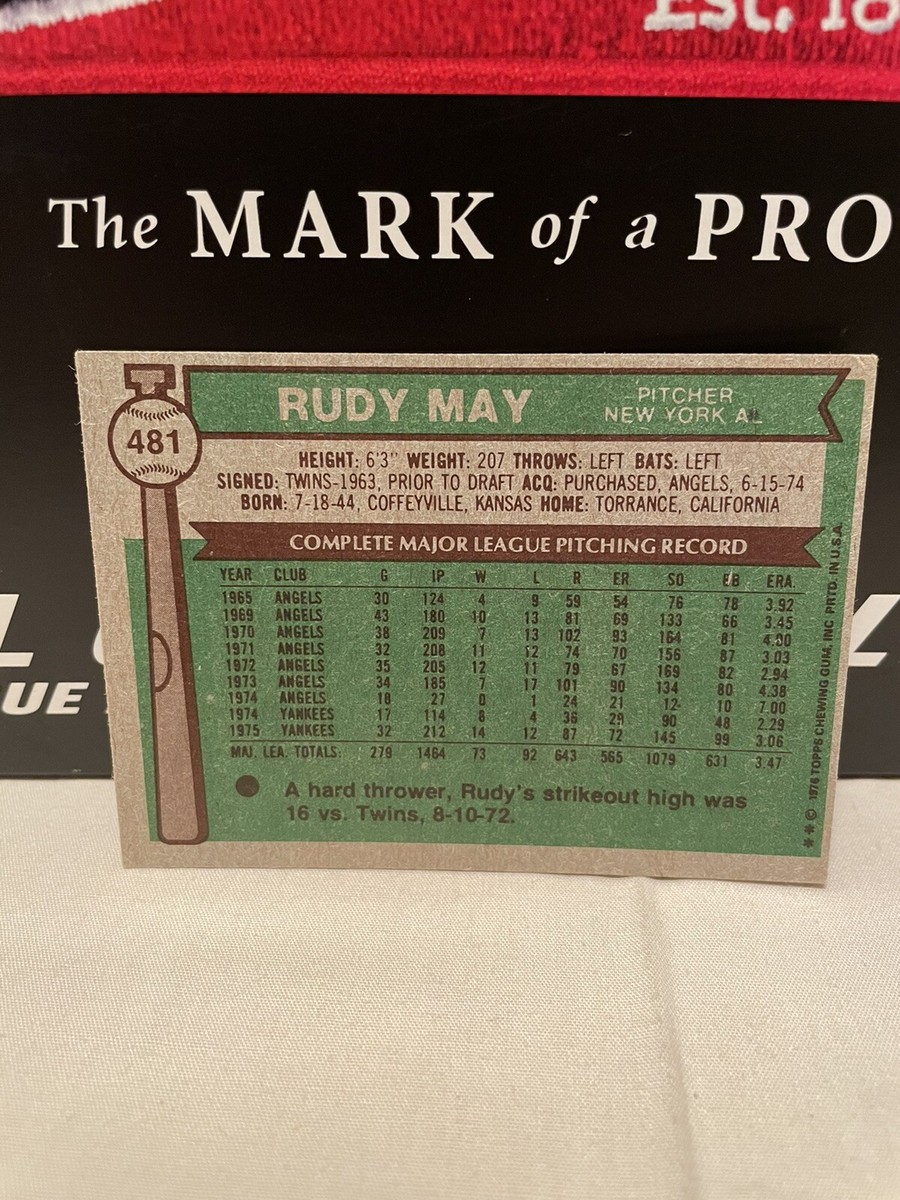 Est. 18
The MARK of a PRO
481
RUDY MAY
PITCHER
NEW YORK AL
HEIGHT: 6'3" WEIGHT: 207 THROWS: LEFT BATS: LEFT
SIGNED: TWINS-1963, PRIOR TO DRAFT ACQ: PURCHASED, ANGELS, 6-15-74
BORN: 7-18-44, COFFEYVILLE, KANSAS HOME: TORRANCE, CALIFORNIA
COMPLETE MAJOR LEAGUE PITCHING RECORD
YEAR CLUB G IP W L R ER SO BB ERA.
1965 ANGELS 30 124 4 9 59 54 76 78 3.92
1969 ANGELS 43 180 10 13 81 69 133 66 3.45
1970 ANGELS 38 209 7 13 102 93 164 81 4.00
1971 ANGELS 32 208 11 12 74 70 156 87 3.03
1972 ANGELS 35 205 12 11 79 67 169 82 2.94
1973 ANGELS 34 185 7 17 101 90 134 80 4.38
1974 ANGELS 18 27 0 1 24 21 12 10 7.00
1974 YANKEES 17 114 8 4 36 29 90 48 2.29
1975 YANKEES 32 212 14 12 87 72 145 99 3.06
MAJ. LEA. TOTALS: 279 1464 73 92 643 565 1079 631 3.47
A hard thrower, Rudy's strikeout high was
16 vs. Twins, 8-10-72.
**© 1976 TOPPS CHEWING GUM, INC PRTD. IN U.S.A.
UE